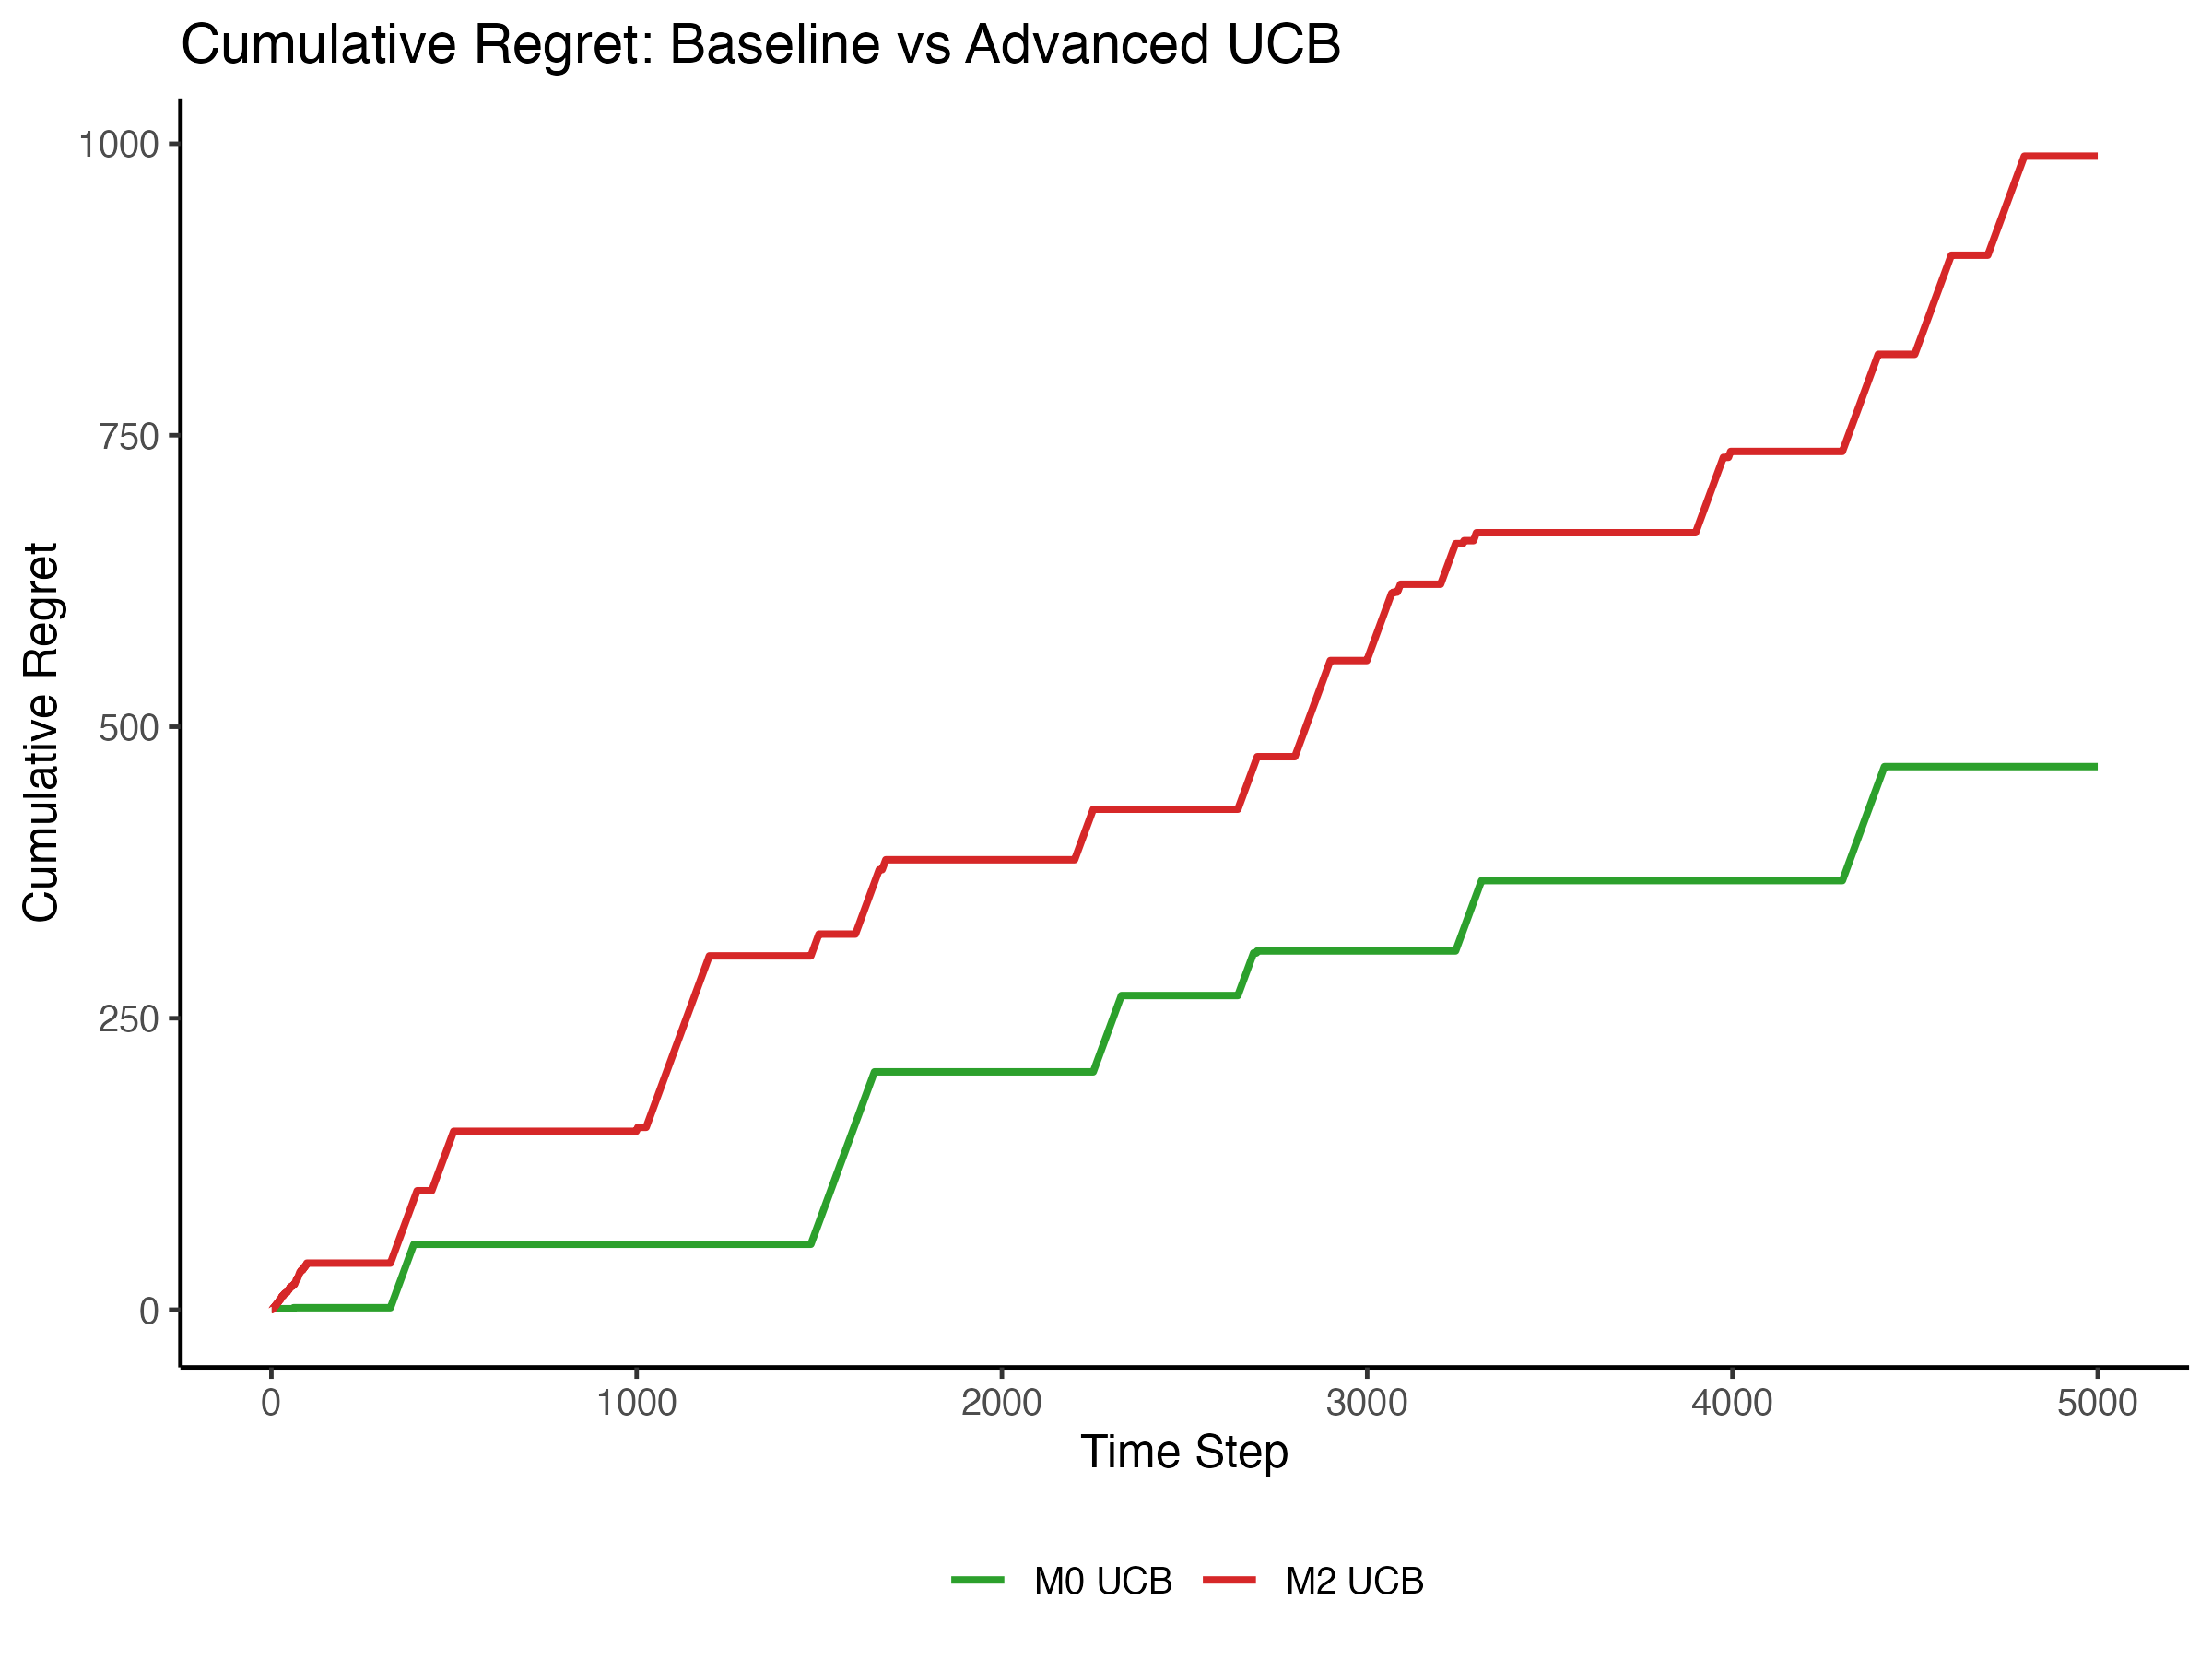 Cumulative Regret: Baseline vs Advanced UCB
Cumulative Regret
1000
750
500
250
0
0 1000 2000 3000 4000 5000
Time Step
M0 UCB M2 UCB